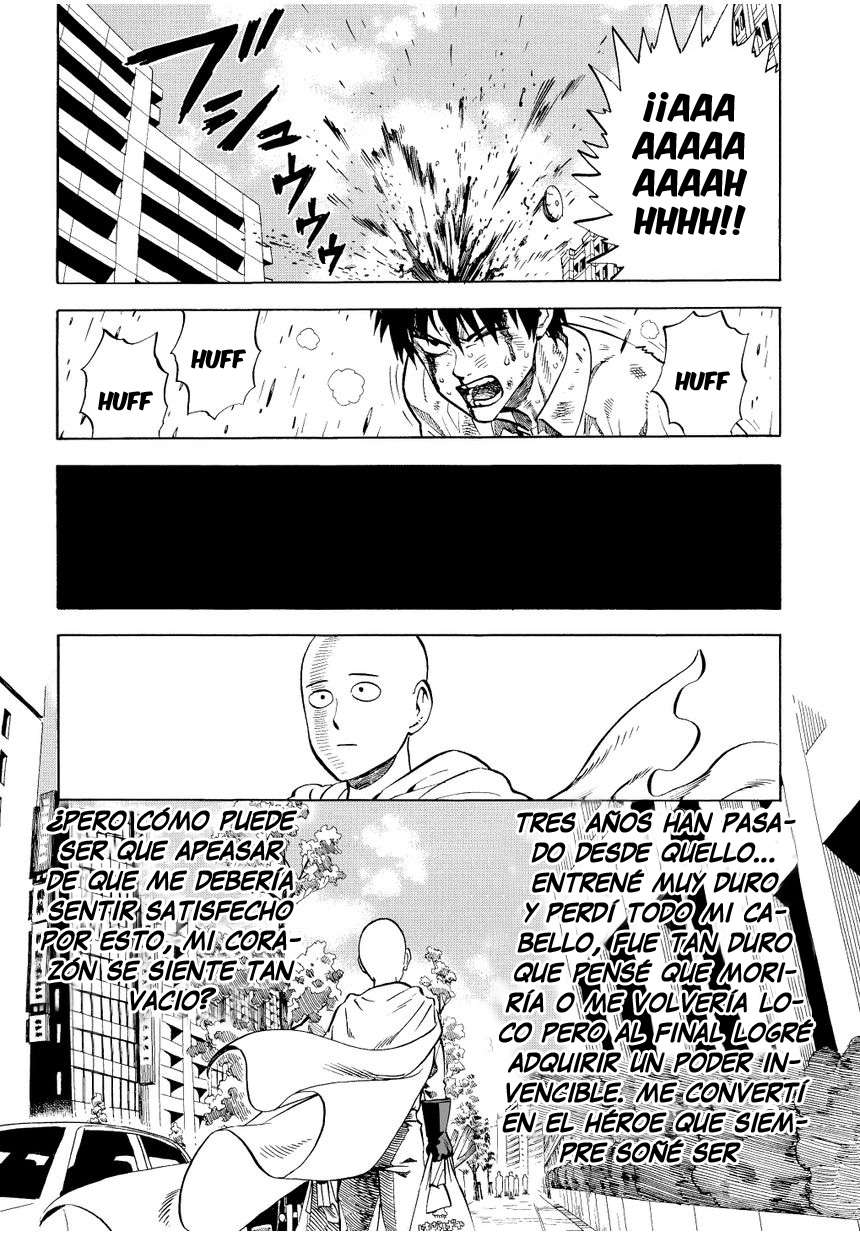 ブシュウウウ
¡¡AAA
AAAAA
AAAAH
HHHH!!
HUFF
HUFF
HUFF
TRES AÑOS HAN PASA-
DO DESDE QUELLO...
ENTRENÉ MUY DURO
Y PERDÍ TODO MI CA-
BELLO, FUE TAN DURO
QUE PENSÉ QUE MORI-
RÍA O ME VOLVERÍA LO-
CO PERO AL FINAL LOGRÉ
ADQUIRIR UN PODER IN-
VENCIBLE. ME CONVERTÍ
EN EL HÉROE QUE SIEM-
PRE SOÑÉ SER
¿PERO CÓMO PUEDE
SER QUE APEASAR
DE QUE ME DEBERÍA
SENTIR SATISFECHO
POR ESTO, MI CORA-
ZÓN SE SIENTE TAN
VACIO?